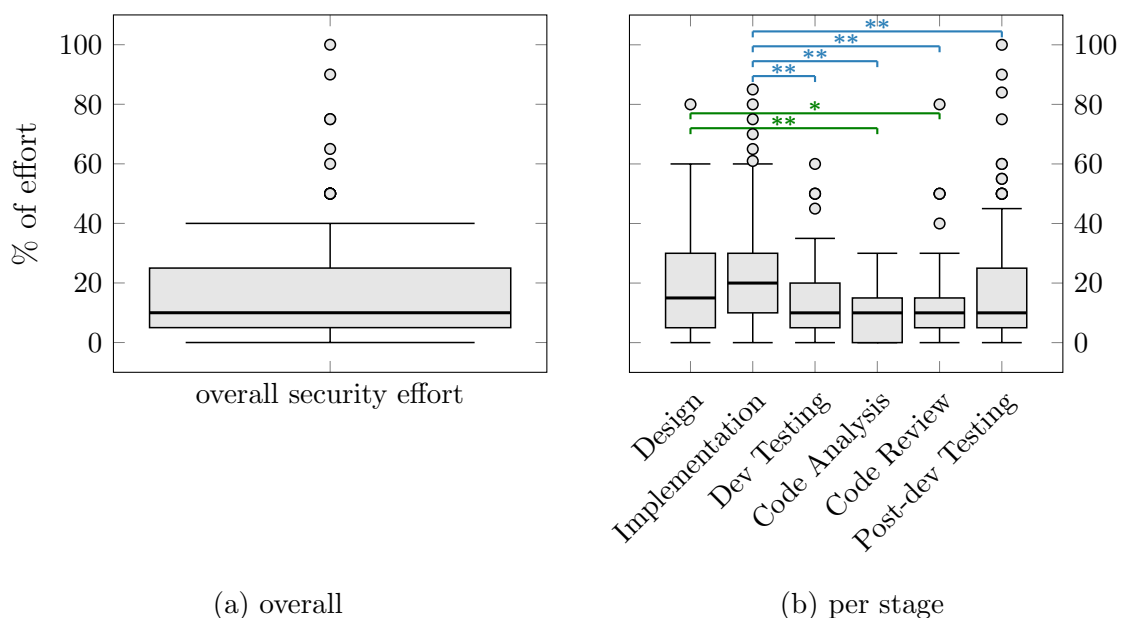 % of effort
100
80
60
40
20
0
overall security effort
(a) overall
**
**
**
**
*
**
100
80
60
40
20
0
Design
Implementation
Dev Testing
Code Analysis
Code Review
Post-dev Testing
(b) per stage